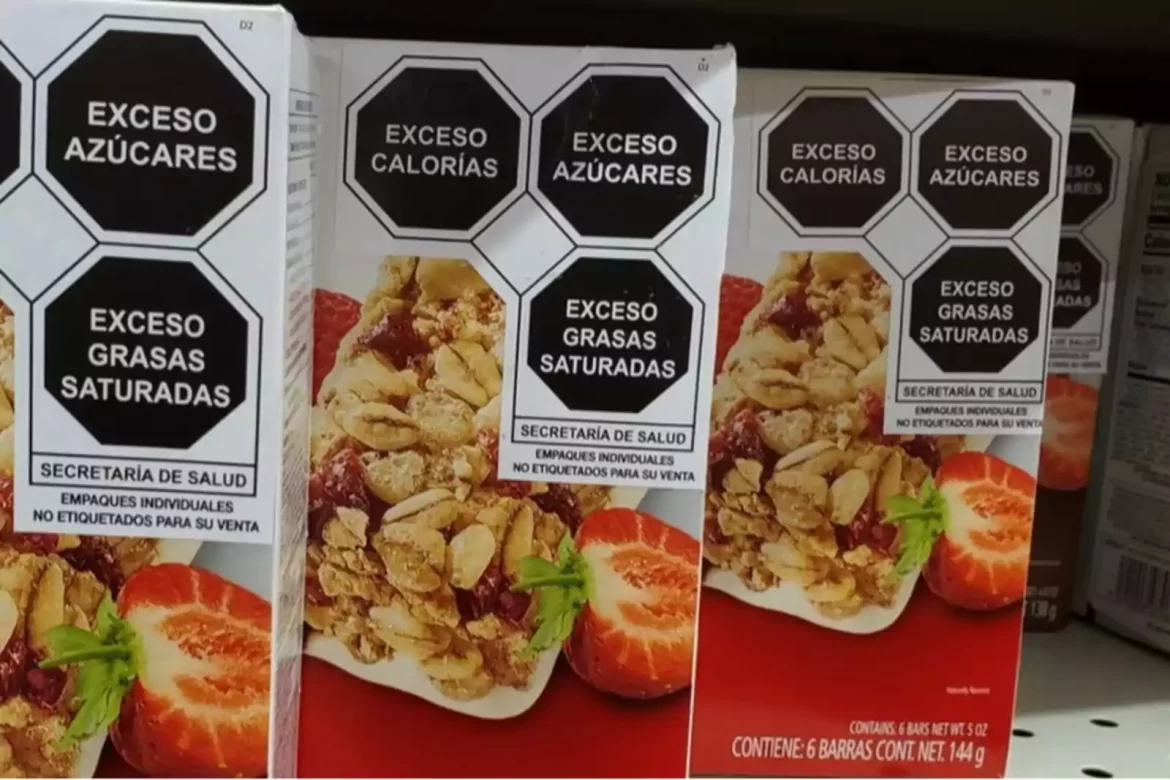 D2
EXCESO
AZÚCARES
EXCESO
GRASAS
SATURADAS
SECRETARÍA DE SALUD
EMPAQUES INDIVIDUALES
NO ETIQUETADOS PARA SU VENTA
EXCESO
CALORÍAS
EXCESO
AZÚCARES
EXCESO
GRASAS
SATURADAS
SECRETARÍA DE SALUD
EMPAQUES INDIVIDUALES
NO ETIQUETADOS PARA SU VENTA
EXCESO
CALORÍAS
EXCESO
AZÚCARES
EXCESO
GRASAS
SATURADAS
SECRETARÍA DE SALUD
EMPAQUES INDIVIDUALES
NO ETIQUETADOS PARA SU VENTA
CONTAINS: 6 BARS NET WT. 5 OZ
CONTIENE: 6 BARRAS CONT. NET. 144 g